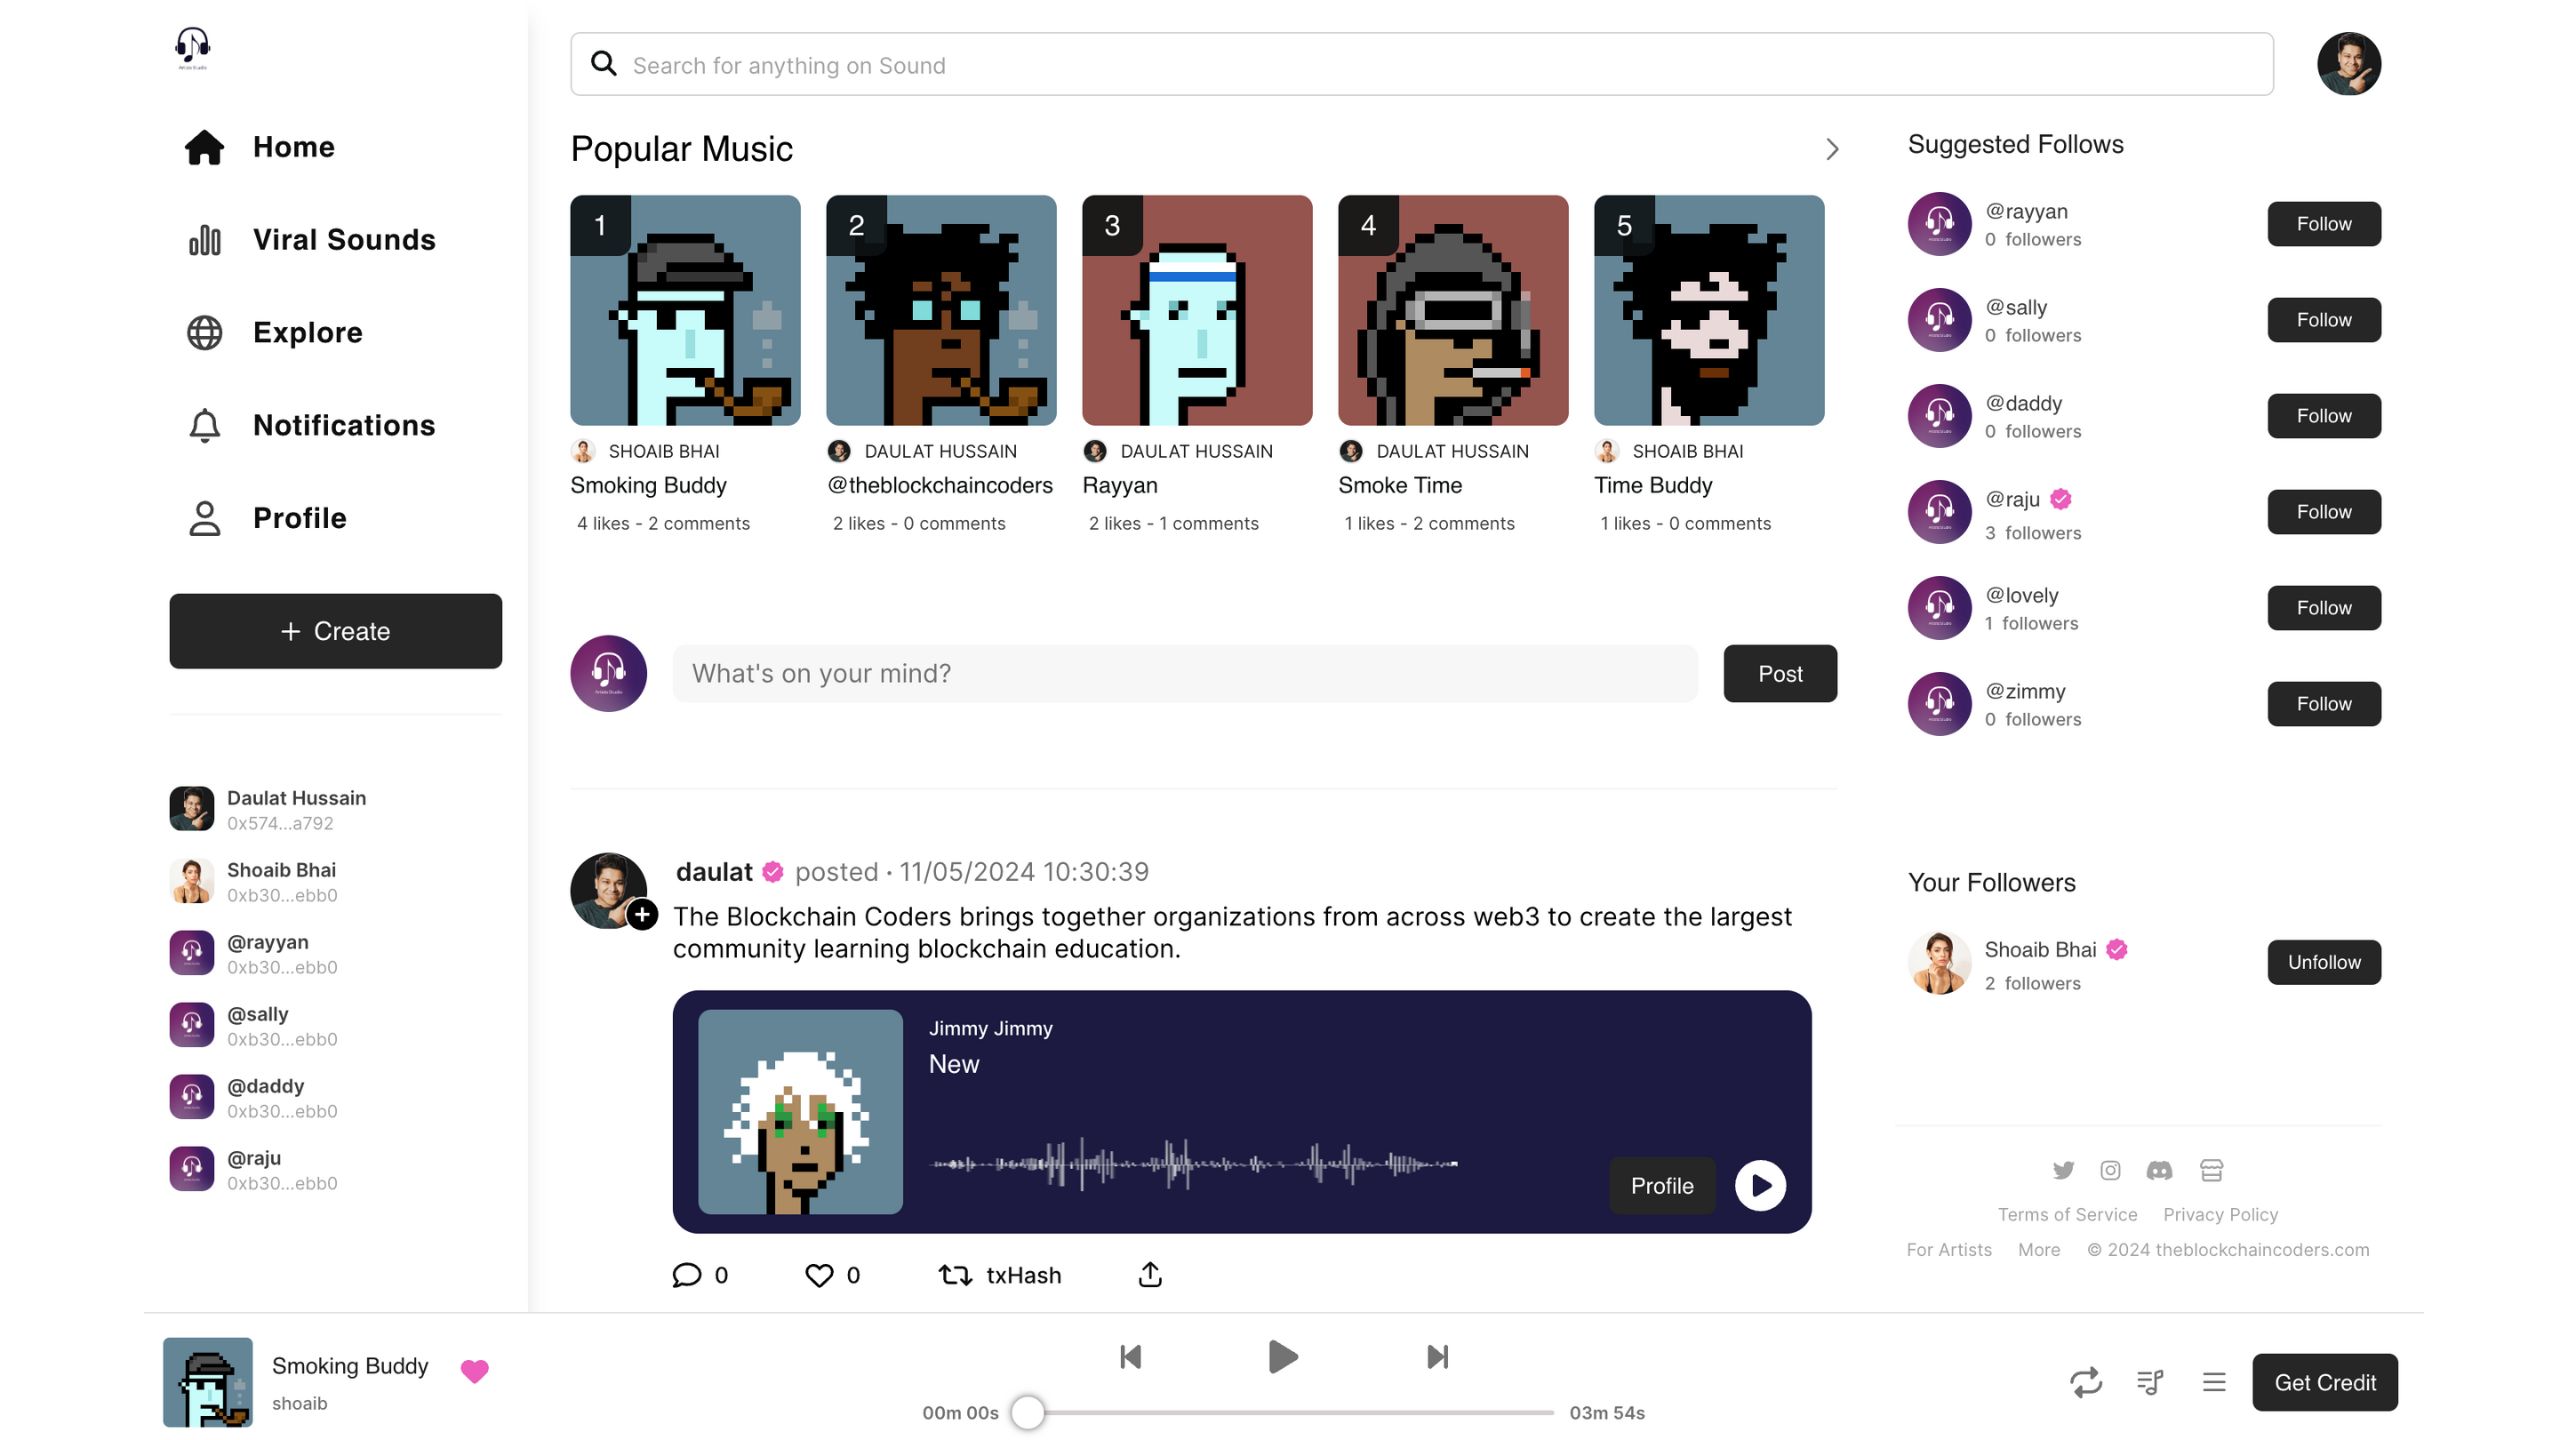 Home
Viral Sounds
Explore
Notifications
Profile
+ Create
Daulat Hussain
0x574...a792
Shoaib Bhai
0xb30...ebb0
@rayyan
0xb30...ebb0
@sally
0xb30...ebb0
@daddy
0xb30...ebb0
@raju
0xb30...ebb0
Search for anything on Sound
Popular Music
1
2
3
4
5
SHOAIB BHAI
Smoking Buddy
4 likes - 2 comments
DAULAT HUSSAIN
@theblockchaincoders
2 likes - 0 comments
DAULAT HUSSAIN
Rayyan
2 likes - 1 comments
DAULAT HUSSAIN
Smoke Time
1 likes - 2 comments
SHOAIB BHAI
Time Buddy
1 likes - 0 comments
What's on your mind?
Post
daulat posted • 11/05/2024 10:30:39
The Blockchain Coders brings together organizations from across web3 to create the largest
community learning blockchain education.
Jimmy Jimmy
New
Profile
0
0
txHash
Suggested Follows
@rayyan
0 followers
Follow
@sally
0 followers
Follow
@daddy
0 followers
Follow
@raju
3 followers
Follow
@lovely
1 followers
Follow
@zimmy
0 followers
Follow
Your Followers
Shoaib Bhai
2 followers
Unfollow
Terms of Service Privacy Policy
For Artists More © 2024 theblockchaincoders.com
Smoking Buddy
shoaib
00m 00s
03m 54s
Get Credit